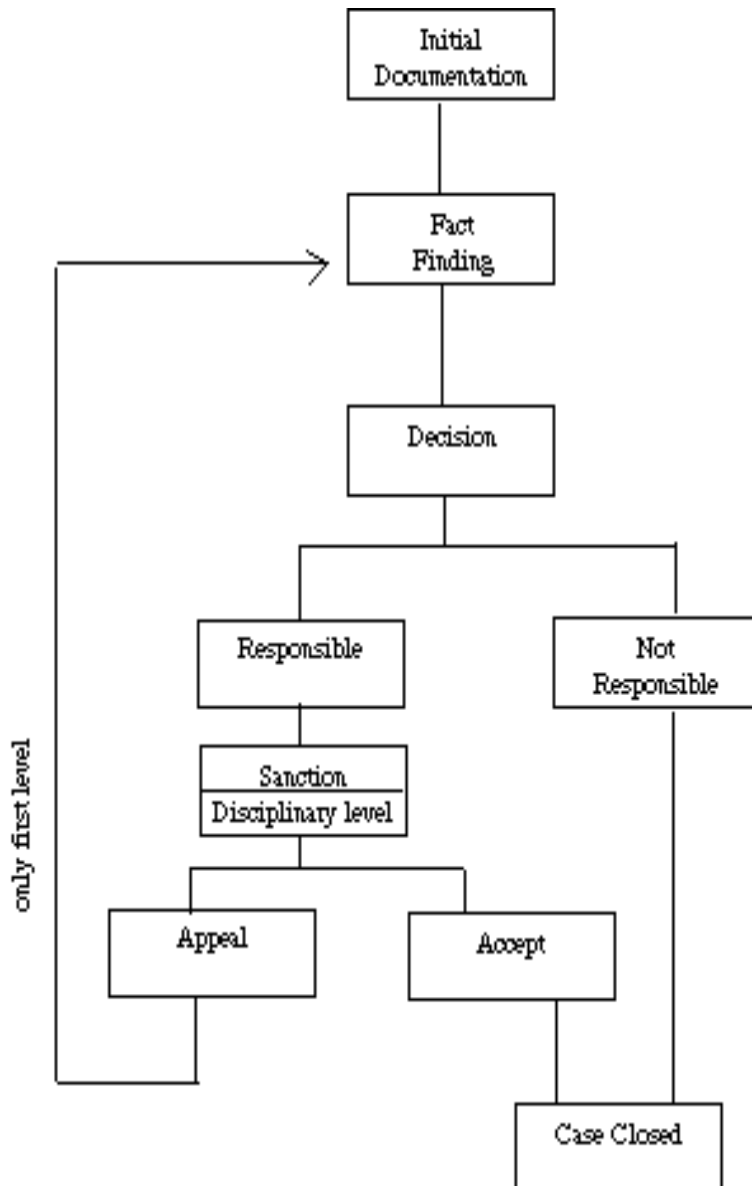 Initial
Documentation
Fact
Finding
Decision
Responsible
Not
Responsible
Sanction
Disciplinary level
only first level
Appeal
Accept
Case Closed